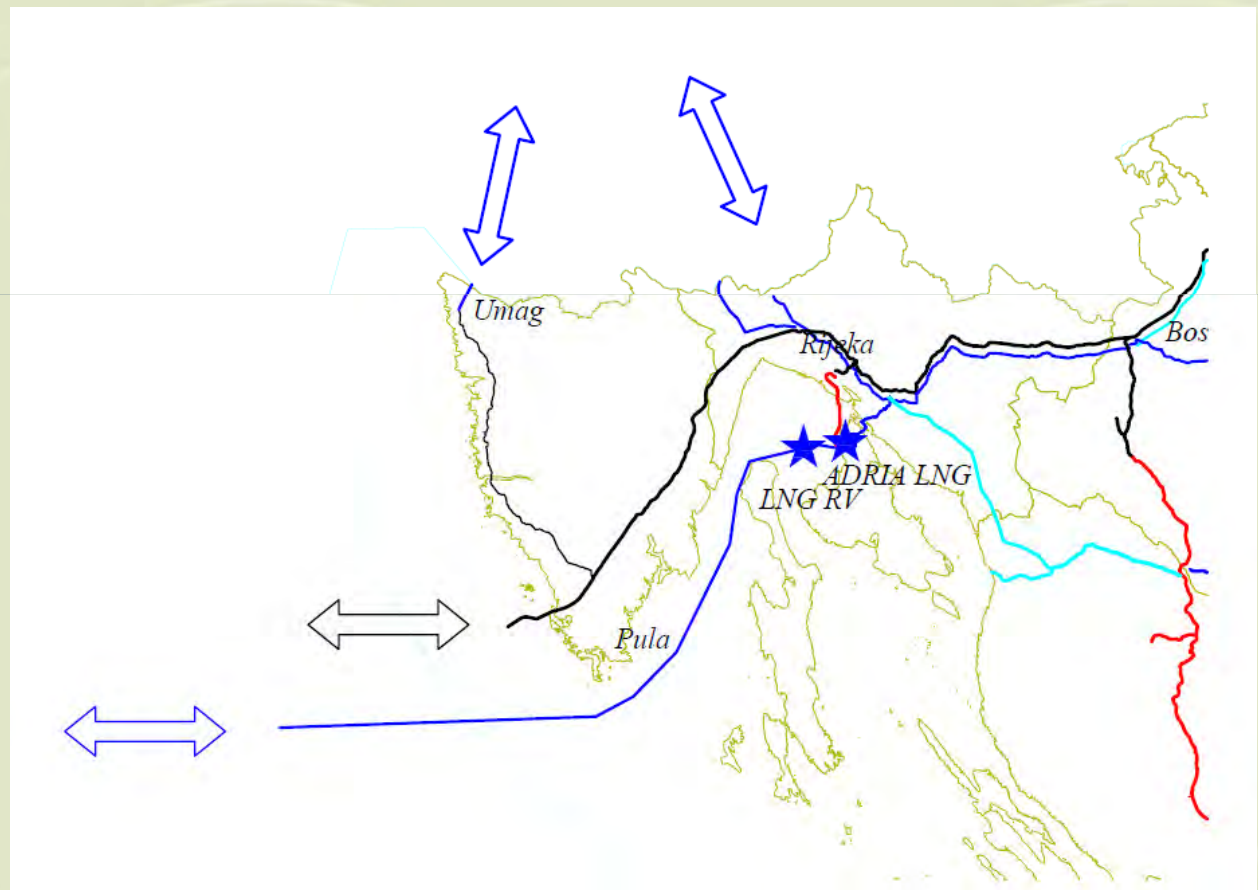 Umag
Rijeka
Bos
ADRIA LNG
LNG RV
Pula